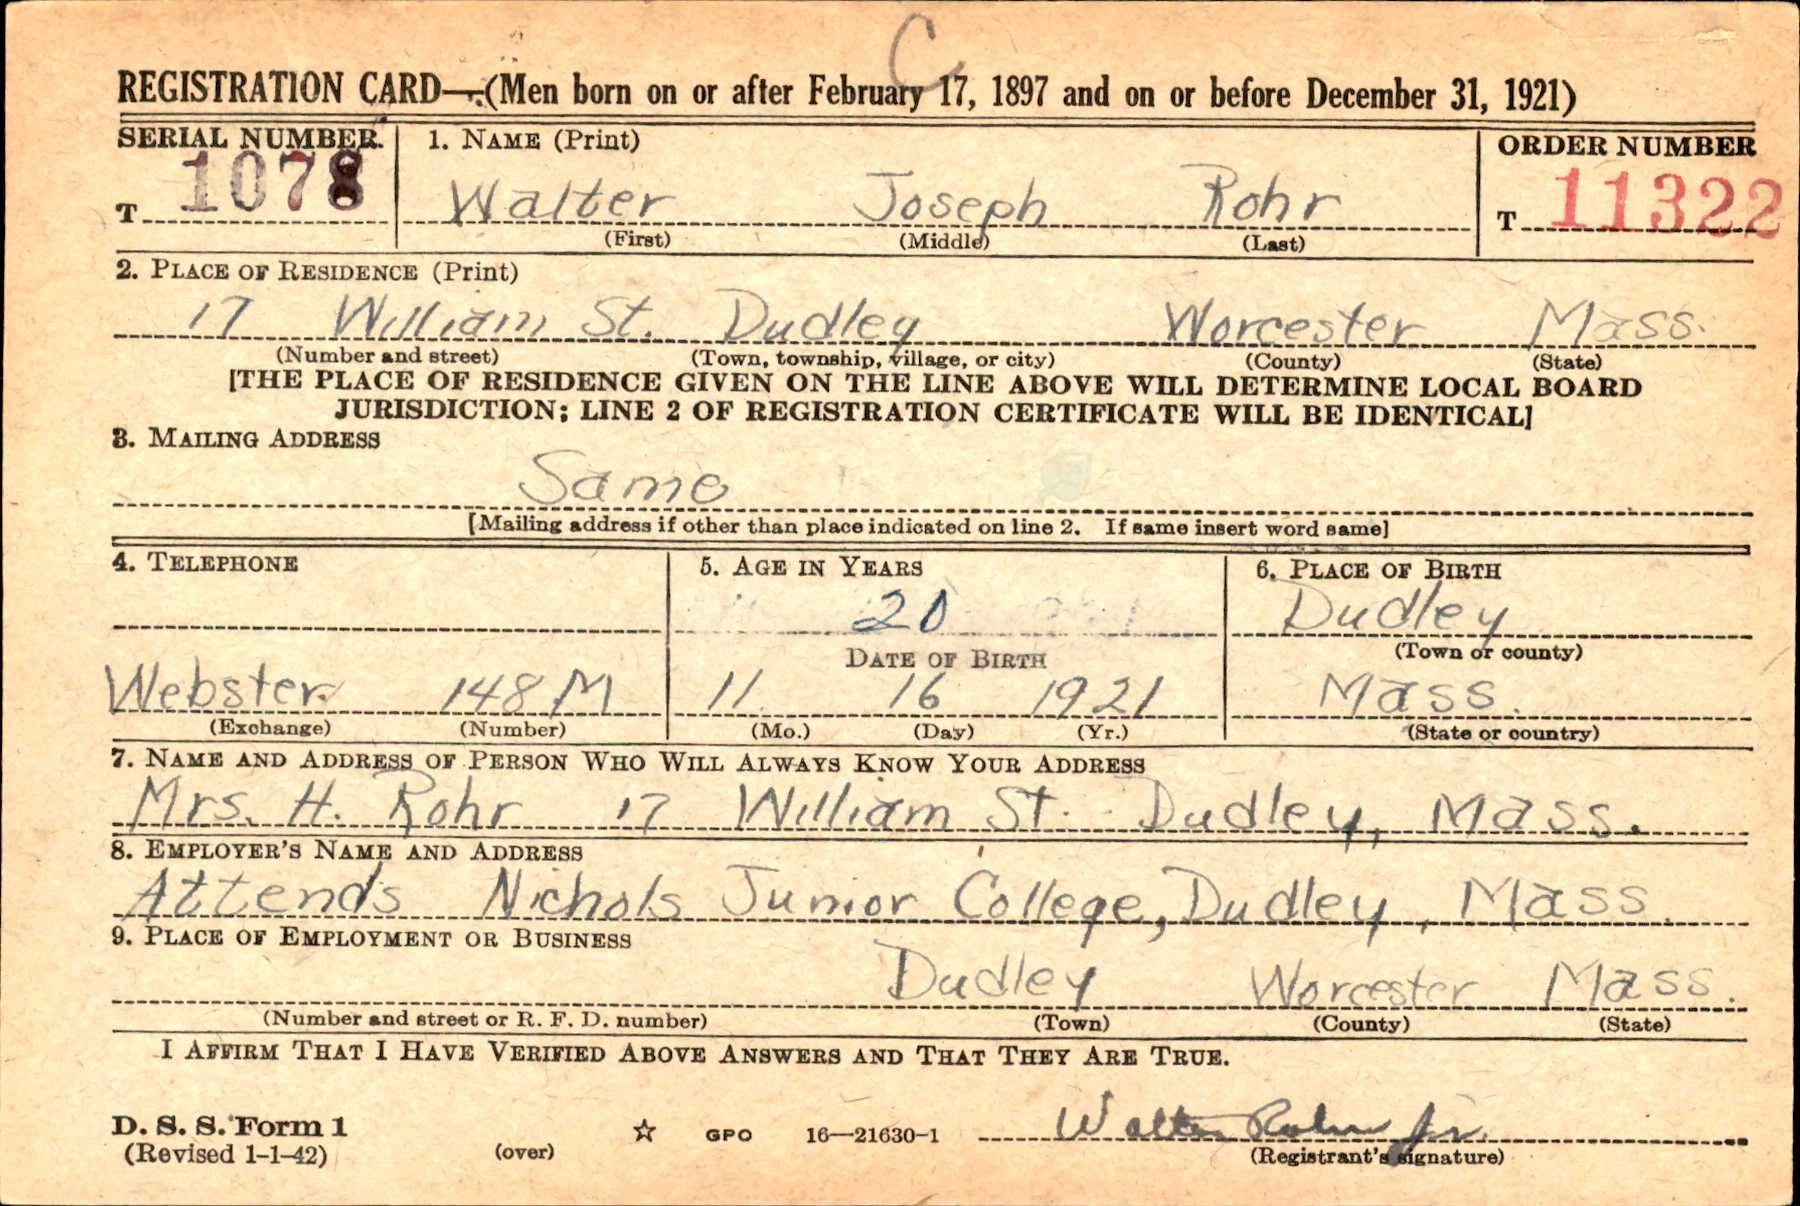 C
REGISTRATION CARD—(Men born on or after February 17, 1897 and on or before December 31, 1921)
SERIAL NUMBER 1. NAME (Print) ORDER NUMBER
T 1078 Walter Joseph Rohr T 11322
(First) (Middle) (Last)
2. PLACE OF RESIDENCE (Print)
17 William St. Dudley Worcester Mass.
(Number and street) (Town, township, village, or city) (County) (State)
[THE PLACE OF RESIDENCE GIVEN ON THE LINE ABOVE WILL DETERMINE LOCAL BOARD
JURISDICTION; LINE 2 OF REGISTRATION CERTIFICATE WILL BE IDENTICAL]
3. MAILING ADDRESS
Same
[Mailing address if other than place indicated on line 2. If same insert word same]
4. TELEPHONE 5. AGE IN YEARS 6. PLACE OF BIRTH
20 Dudley
DATE OF BIRTH (Town or county)
Webster 148 M 11 16 1921 Mass.
(Exchange) (Number) (Mo.) (Day) (Yr.) (State or country)
7. NAME AND ADDRESS OF PERSON WHO WILL ALWAYS KNOW YOUR ADDRESS
Mrs. H. Rohr 17 William St. Dudley, Mass.
8. EMPLOYER'S NAME AND ADDRESS
Attends Nichols Junior College, Dudley, Mass.
9. PLACE OF EMPLOYMENT OR BUSINESS
Dudley Worcester Mass.
(Number and street or R. F. D. number) (Town) (County) (State)
I AFFIRM THAT I HAVE VERIFIED ABOVE ANSWERS AND THAT THEY ARE TRUE.
D. S. S. Form 1 GPO 16—21630-1 Walter Rohr Jr.
(Revised 1-1-42) (over) (Registrant's signature)